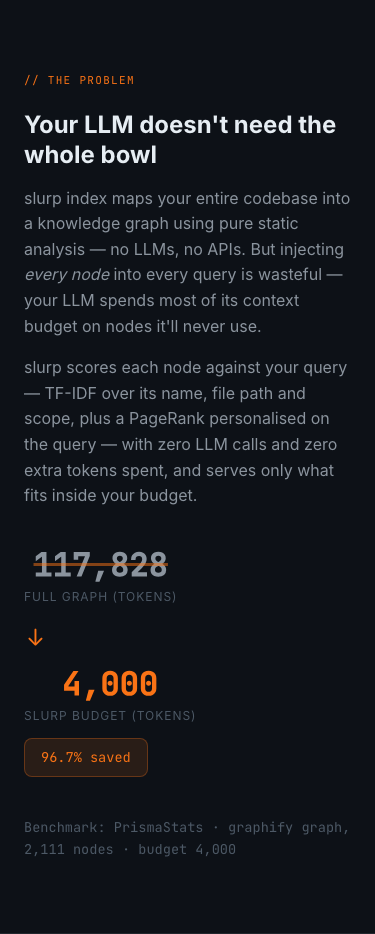 // THE PROBLEM
Your LLM doesn't need the
whole bowl
slurp index maps your entire codebase into
a knowledge graph using pure static
analysis — no LLMs, no APIs. But injecting
every node into every query is wasteful —
your LLM spends most of its context
budget on nodes it'll never use.
slurp scores each node against your query
— TF-IDF over its name, file path and
scope, plus a PageRank personalised on
the query — with zero LLM calls and zero
extra tokens spent, and serves only what
fits inside your budget.
117,828
FULL GRAPH (TOKENS)
↓
4,000
SLURP BUDGET (TOKENS)
96.7% saved
Benchmark: PrismaStats · graphify graph,
2,111 nodes · budget 4,000